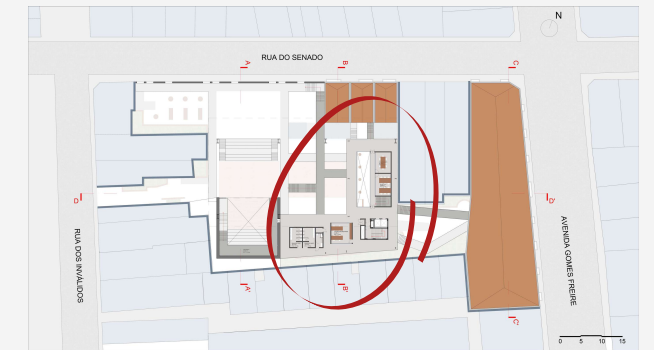 N
RUA DO SENADO
A
B
C
D
D'
RUA DOS INVÁLIDOS
AVENIDA GOMES FREIRE
A'
B'
C'
0 5 10 15